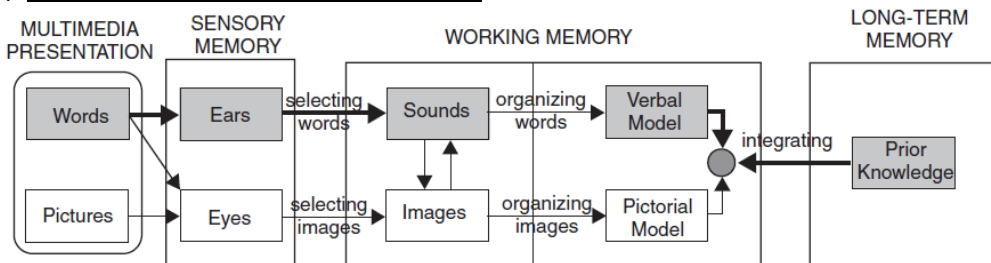 MULTIMEDIA
PRESENTATION
SENSORY
MEMORY
WORKING MEMORY
LONG-TERM
MEMORY
Words
Ears
selecting
words
Sounds
organizing
words
Verbal
Model
integrating
Prior
Knowledge
Pictures
Eyes
selecting
images
Images
organizing
images
Pictorial
Model